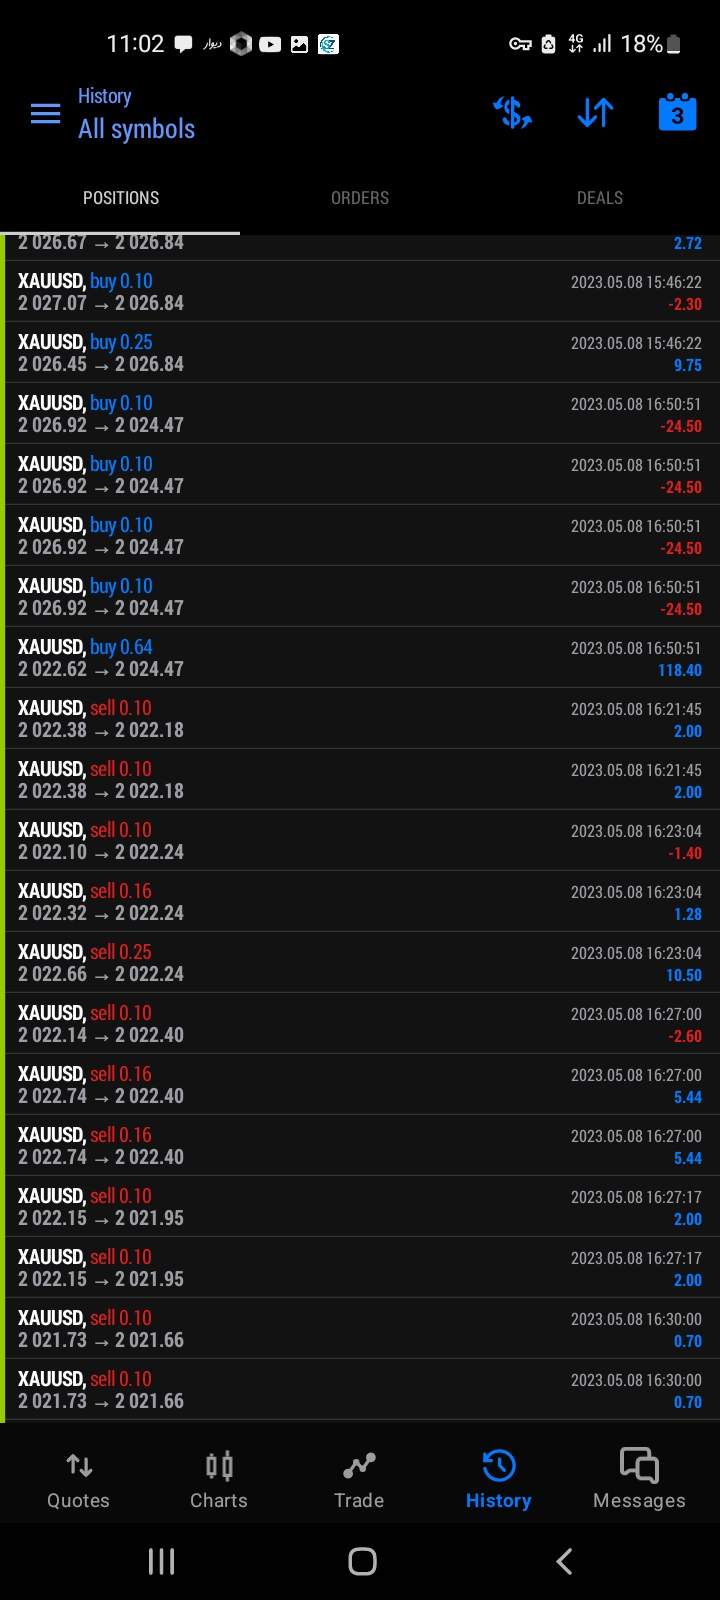 11:02 دیوار 4G 18%
History
All symbols
3
POSITIONS ORDERS DEALS
2 026.67 → 2 026.84 2.72
XAUUSD, buy 0.10 2023.05.08 15:46:22
2 027.07 → 2 026.84 -2.30
XAUUSD, buy 0.25 2023.05.08 15:46:22
2 026.45 → 2 026.84 9.75
XAUUSD, buy 0.10 2023.05.08 16:50:51
2 026.92 → 2 024.47 -24.50
XAUUSD, buy 0.10 2023.05.08 16:50:51
2 026.92 → 2 024.47 -24.50
XAUUSD, buy 0.10 2023.05.08 16:50:51
2 026.92 → 2 024.47 -24.50
XAUUSD, buy 0.10 2023.05.08 16:50:51
2 026.92 → 2 024.47 -24.50
XAUUSD, buy 0.64 2023.05.08 16:50:51
2 022.62 → 2 024.47 118.40
XAUUSD, sell 0.10 2023.05.08 16:21:45
2 022.38 → 2 022.18 2.00
XAUUSD, sell 0.10 2023.05.08 16:21:45
2 022.38 → 2 022.18 2.00
XAUUSD, sell 0.10 2023.05.08 16:23:04
2 022.10 → 2 022.24 -1.40
XAUUSD, sell 0.16 2023.05.08 16:23:04
2 022.32 → 2 022.24 1.28
XAUUSD, sell 0.25 2023.05.08 16:23:04
2 022.66 → 2 022.24 10.50
XAUUSD, sell 0.10 2023.05.08 16:27:00
2 022.14 → 2 022.40 -2.60
XAUUSD, sell 0.16 2023.05.08 16:27:00
2 022.74 → 2 022.40 5.44
XAUUSD, sell 0.16 2023.05.08 16:27:00
2 022.74 → 2 022.40 5.44
XAUUSD, sell 0.10 2023.05.08 16:27:17
2 022.15 → 2 021.95 2.00
XAUUSD, sell 0.10 2023.05.08 16:27:17
2 022.15 → 2 021.95 2.00
XAUUSD, sell 0.10 2023.05.08 16:30:00
2 021.73 → 2 021.66 0.70
XAUUSD, sell 0.10 2023.05.08 16:30:00
2 021.73 → 2 021.66 0.70
Quotes Charts Trade History Messages